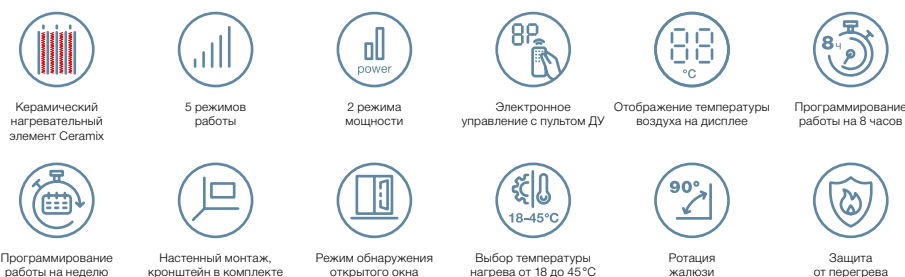 power
8ч
°C
Керамический
нагревательный
элемент Ceramix
5 режимов
работы
2 режима
мощности
Электронное
управление с пультом ДУ
Отображение температуры
воздуха на дисплее
Программирование
работы на 8 часов
18-45°C
90°
Программирование
работы на неделю
Настенный монтаж,
кронштейн в комплекте
Режим обнаружения
открытого окна
Выбор температуры
нагрева от 18 до 45°C
Ротация
жалюзи
Защита
от перегрева